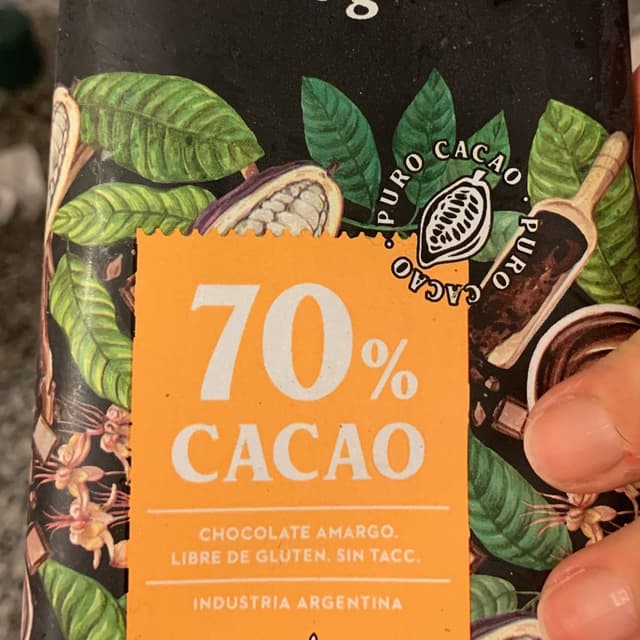 PURO CACAO · PURO CACAO ·
70%
CACAO
CHOCOLATE AMARGO.
LIBRE DE GLUTEN. SIN TACC.
INDUSTRIA ARGENTINA